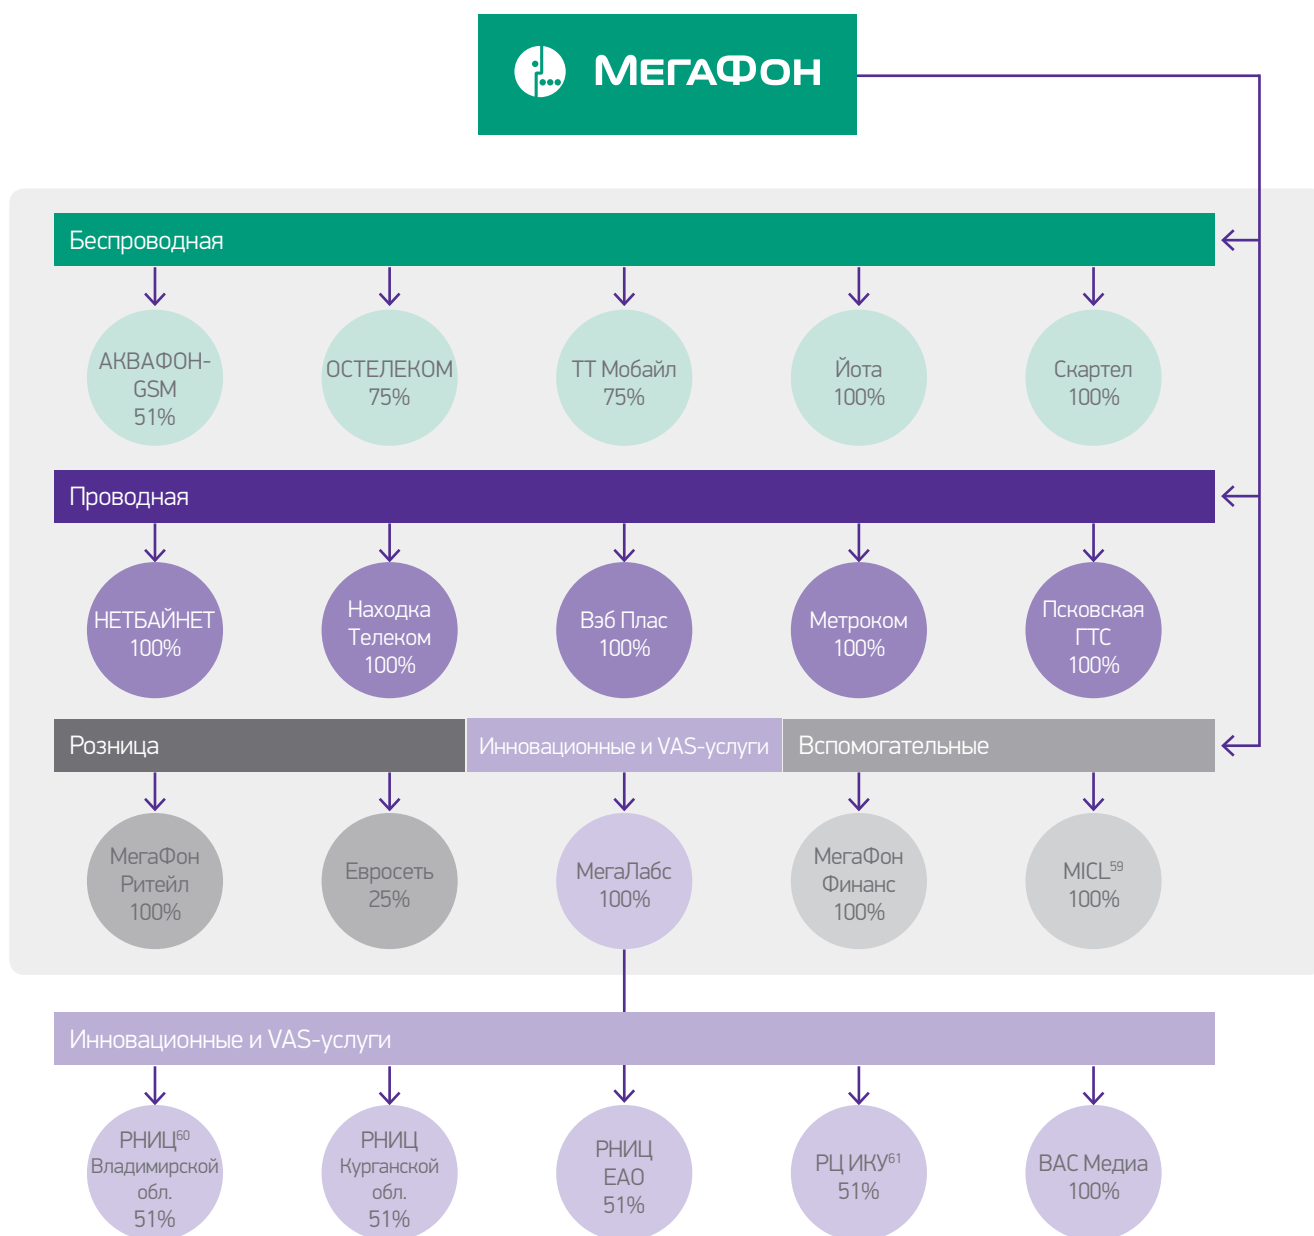 МЕГАФОН
Беспроводная
АКВАФОН-
GSM
51%
ОСТЕЛЕКОМ
75%
ТТ Мобайл
75%
Йота
100%
Скартел
100%
Проводная
НЕТБАЙНЕТ
100%
Находка
Телеком
100%
Вэб Плас
100%
Метроком
100%
Псковская
ГТС
100%
Розница
Инновационные и VAS-услуги
Вспомогательные
МегаФон
Ритейл
100%
Евросеть
25%
МегаЛабс
100%
МегаФон
Финанс
100%
MICL59
100%
Инновационные и VAS-услуги
РНИЦ60
Владимирской
обл.
51%
РНИЦ
Курганской
обл.
51%
РНИЦ
ЕАО
51%
РЦ ИКУ61
51%
ВАС Медиа
100%